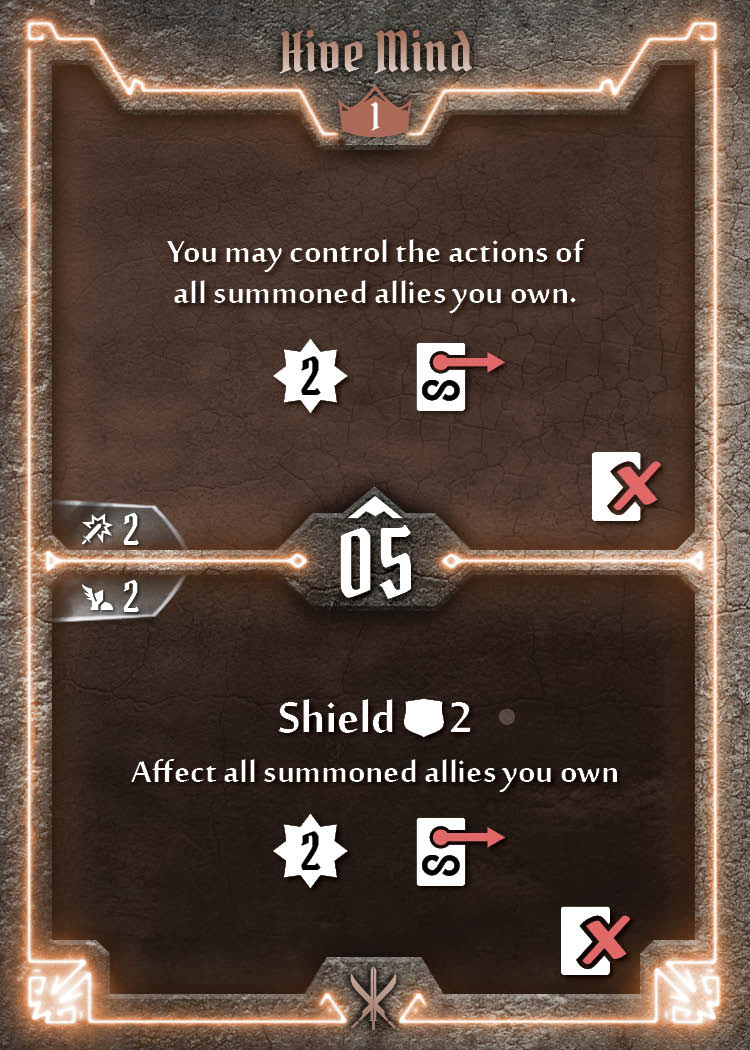 Hive Mind
1
You may control the actions of
all summoned allies you own.
2
2
05
2
Shield 2
Affect all summoned allies you own
2